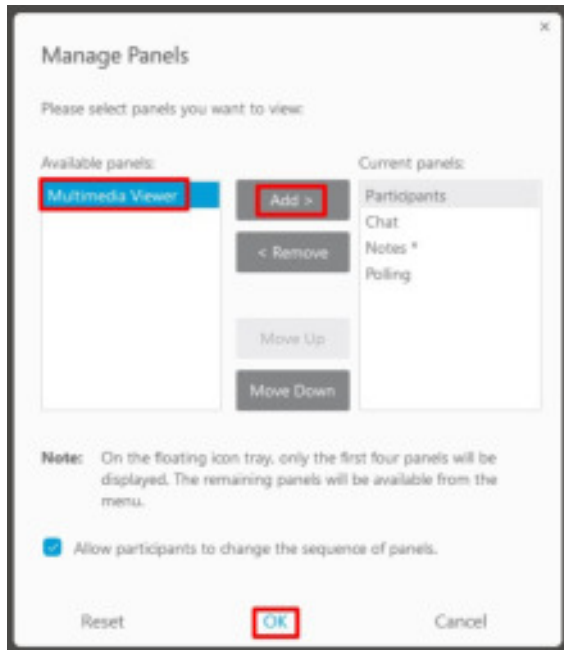 ×
Manage Panels
Please select panels you want to view:
Available panels:
Current panels:
Multimedia Viewer
Add >
Participants
Chat
< Remove
Notes *
Polling
Move Up
Move Down
Note: On the floating icon tray, only the first four panels will be
displayed. The remaining panels will be available from the
menu.
Allow participants to change the sequence of panels.
Reset
OK
Cancel